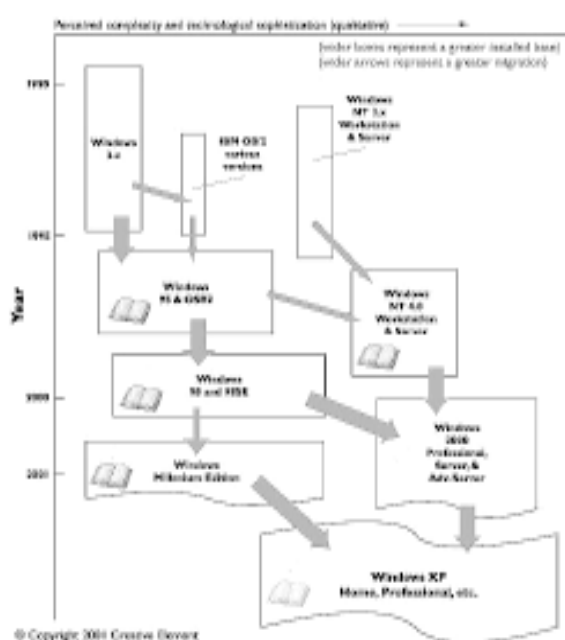 Perceived complexity and technological sophistication (qualitative)
(wider boxes represent a greater installed base)
(wider arrows represent a greater migration)
Year
1995
2000
2001
Windows
3.x
IBM OS/2
various
versions
Windows
NT 3.x
Workstation
& Server
Windows
95 & OSR2
Windows
NT 4.0
Workstation
& Server
Windows
98 and 98SE
Windows
2000
Professional,
Server, &
Adv. Server
Windows
Millenium Edition
Windows XP
Home, Professional, etc.
© Copyright 2001 Creative Element